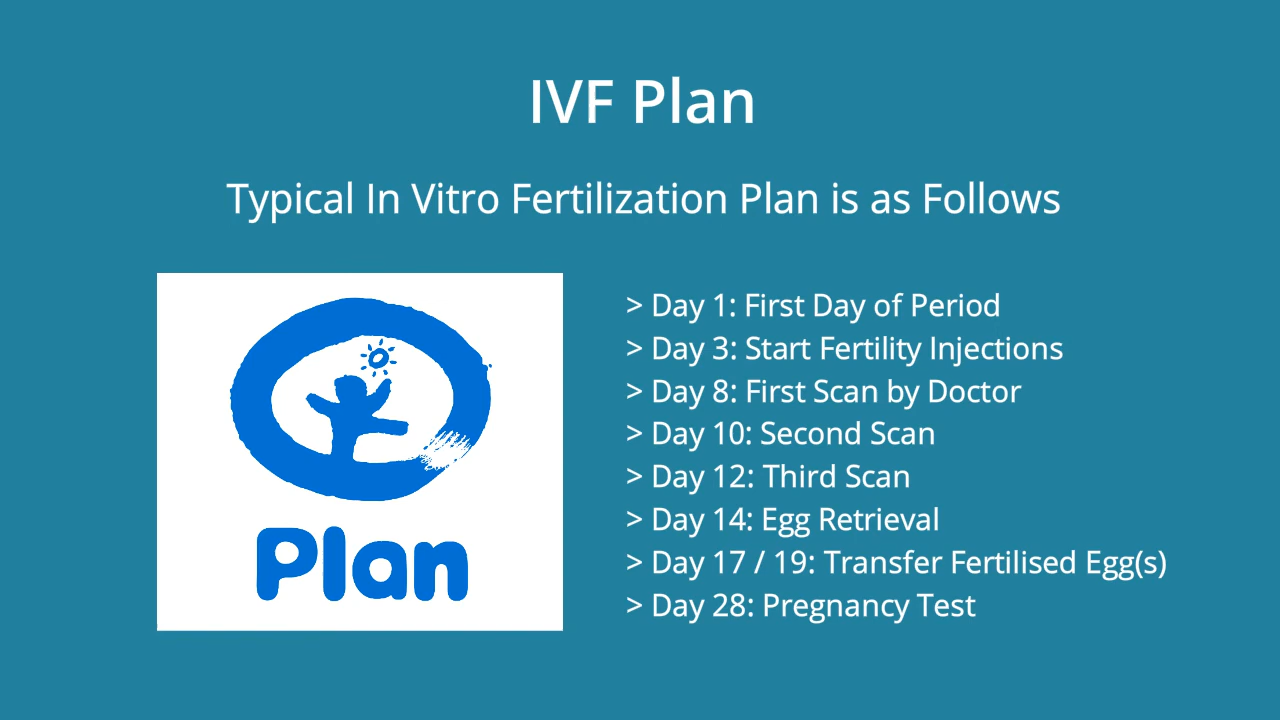 IVF Plan
Typical In Vitro Fertilization Plan is as Follows
Plan
> Day 1: First Day of Period
> Day 3: Start Fertility Injections
> Day 8: First Scan by Doctor
> Day 10: Second Scan
> Day 12: Third Scan
> Day 14: Egg Retrieval
> Day 17 / 19: Transfer Fertilised Egg(s)
> Day 28: Pregnancy Test